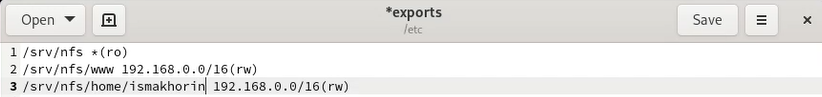 Open
*exports
/etc
Save
1 /srv/nfs *(ro)
2 /srv/nfs/www 192.168.0.0/16(rw)
3 /srv/nfs/home/ismakhorin 192.168.0.0/16(rw)